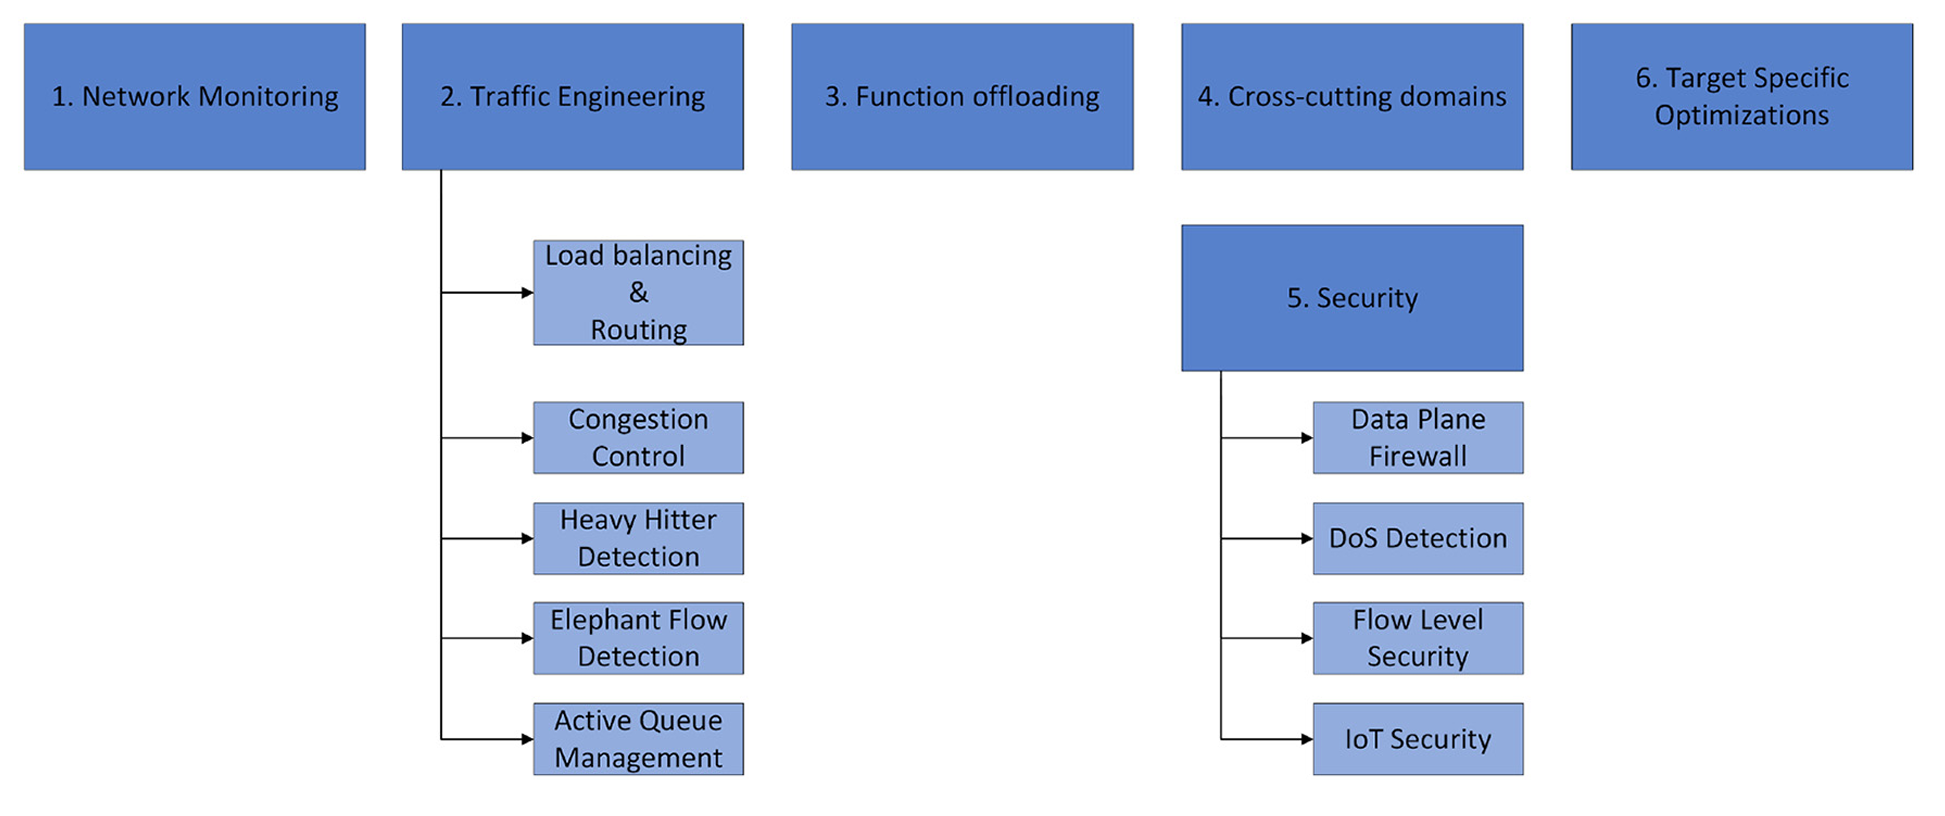 1. Network Monitoring
2. Traffic Engineering
3. Function offloading
4. Cross-cutting domains
6. Target Specific
Optimizations
Load balancing
&
Routing
Congestion
Control
Heavy Hitter
Detection
Elephant Flow
Detection
Active Queue
Management
5. Security
Data Plane
Firewall
DoS Detection
Flow Level
Security
IoT Security